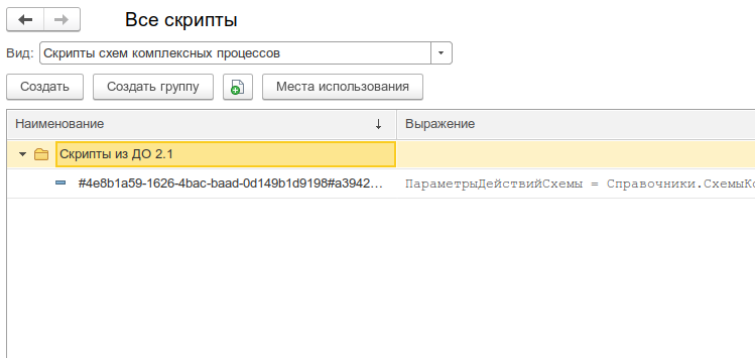 Все скрипты
Вид: Скрипты схем комплексных процессов
Создать Создать группу Места использования
Наименование ↓ Выражение
Скрипты из ДО 2.1
#4e8b1a59-1626-4bac-baad-0d149b1d9198#a3942... ПараметрыДействийСхемы = Справочники.СхемыКо